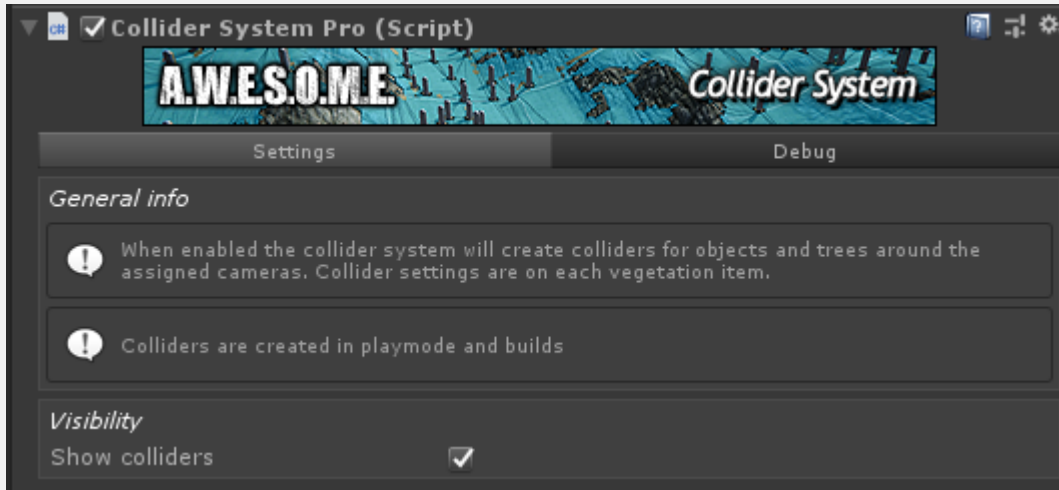 Collider System Pro (Script)
A.W.E.S.O.M.E. Collider System
Settings Debug
General info
When enabled the collider system will create colliders for objects and trees around the
assigned cameras. Collider settings are on each vegetation item.
Colliders are created in playmode and builds
Visibility
Show colliders